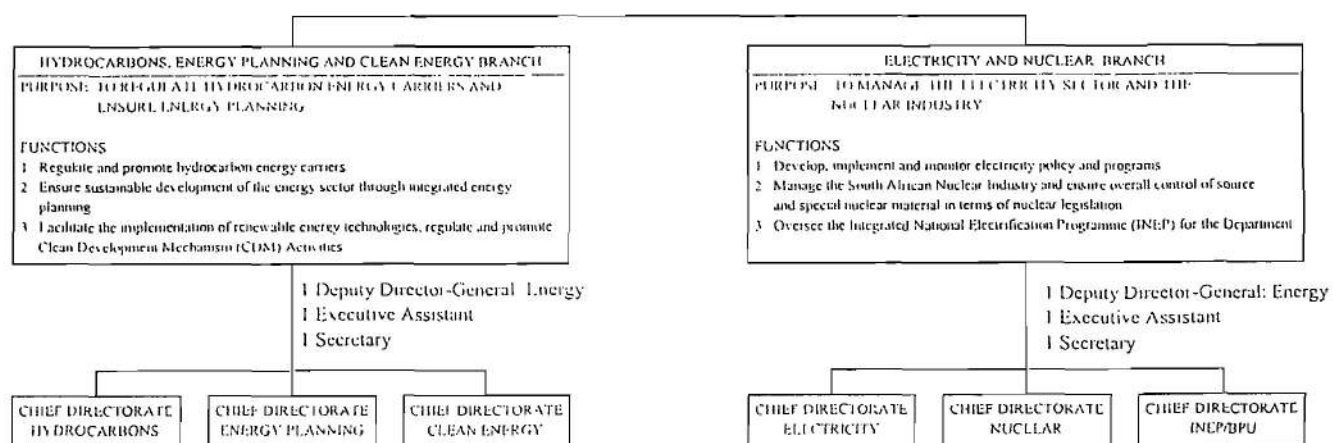 HYDROCARBONS, ENERGY PLANNING AND CLEAN ENERGY BRANCH
PURPOSE: TO REGULATE HYDROCARBON ENERGY CARRIERS AND
ENSURE ENERGY PLANNING
FUNCTIONS
1 Regulate and promote hydrocarbon energy carriers
2 Ensure sustainable development of the energy sector through integrated energy
planning
3 Facilitate the implementation of renewable energy technologies, regulate and promote
Clean Development Mechanism (CDM) Activities
1 Deputy Director-General Energy
1 Executive Assistant
1 Secretary
CHIEF DIRECTORATE
HYDROCARBONS
CHIEF DIRECTORATE
ENERGY PLANNING
CHIEF DIRECTORATE
CLEAN ENERGY
ELECTRICITY AND NUCLEAR BRANCH
PURPOSE TO MANAGE THE ELECTRICITY SECTOR AND THE
NUCLEAR INDUSTRY
FUNCTIONS
1 Develop, implement and monitor electricity policy and programs
2 Manage the South African Nuclear Industry and ensure overall control of source
and special nuclear material in terms of nuclear legislation
3 Oversee the Integrated National Electrification Programme (INEP) for the Department
1 Deputy Director-General: Energy
1 Executive Assistant
1 Secretary
CHIEF DIRECTORATE
ELECTRICITY
CHIEF DIRECTORATE
NUCLEAR
CHIEF DIRECTORATE
INEP/BPU